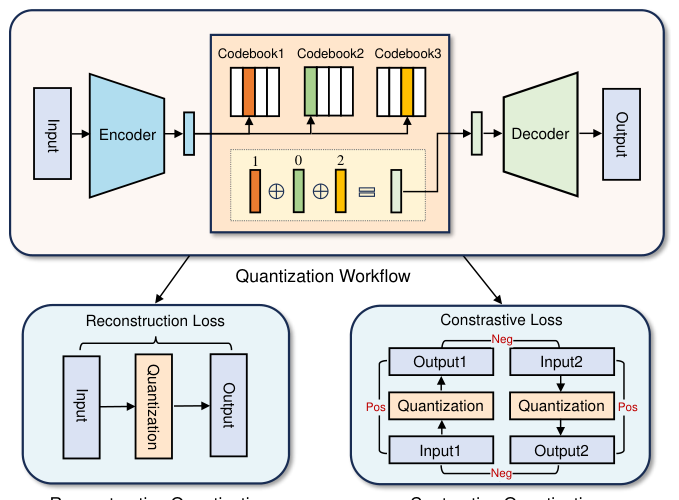 Codebook1 Codebook2 Codebook3
Input
Encoder
1 0 2
Decoder
Output
Quantization Workflow
Reconstruction Loss
Input
Quantization
Output
Constrastive Loss
Neg
Output1 Input2
Pos Quantization Quantization Pos
Input1 Output2
Neg